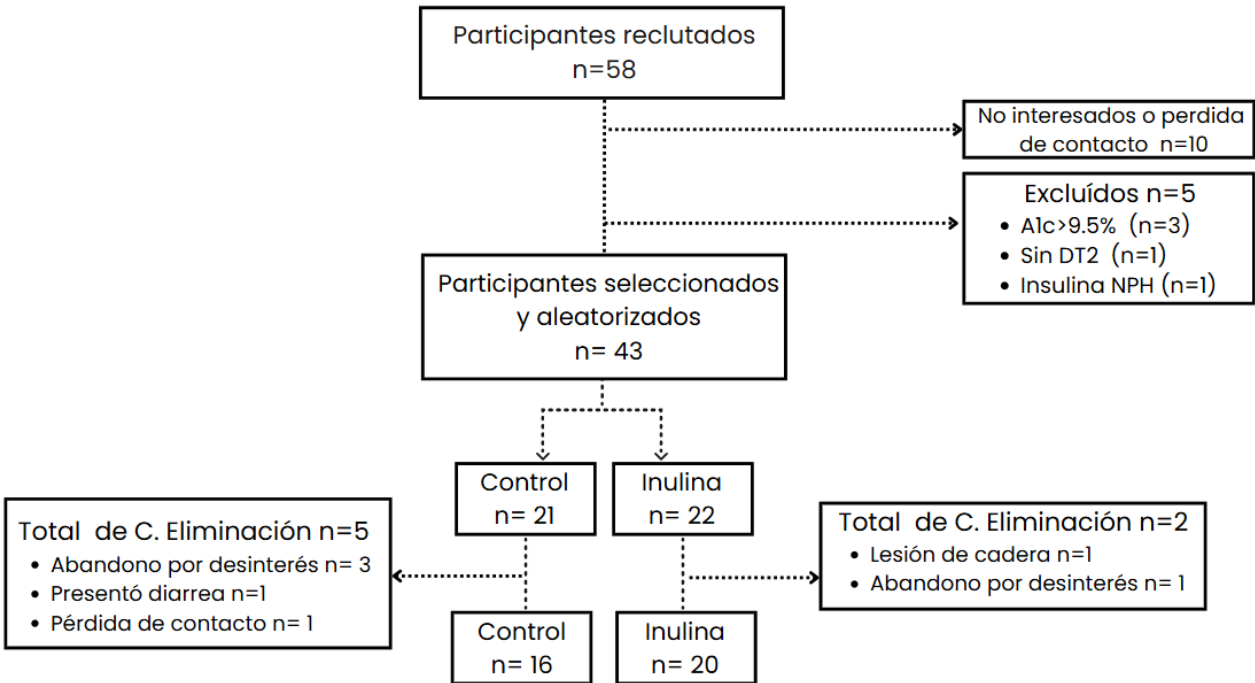 Participantes reclutados
n=58
No interesados o perdida
de contacto n=10
Excluídos n=5
• A1c>9.5% (n=3)
• Sin DT2 (n=1)
• Insulina NPH (n=1)
Participantes seleccionados
y aleatorizados
n= 43
Control
n= 21
Inulina
n= 22
Total de C. Eliminación n=5
• Abandono por desinterés n= 3
• Presentó diarrea n=1
• Pérdida de contacto n= 1
Total de C. Eliminación n=2
• Lesión de cadera n=1
• Abandono por desinterés n= 1
Control
n= 16
Inulina
n= 20